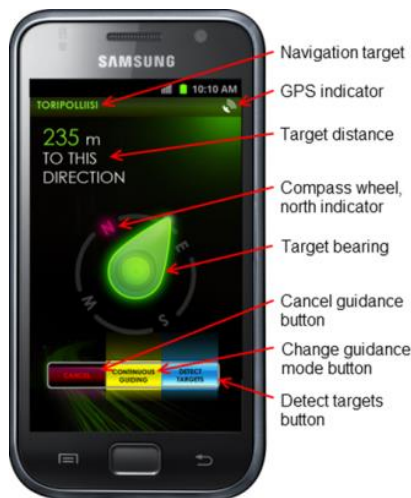 SAMSUNG
10:10 AM
TORIPOLLIISI
235 m
TO THIS
DIRECTION
N
E
W
S
CANCEL
CONTINUOUS
GUIDING
DETECT
TARGETS
Navigation target
GPS indicator
Target distance
Compass wheel,
north indicator
Target bearing
Cancel guidance
button
Change guidance
mode button
Detect targets
button